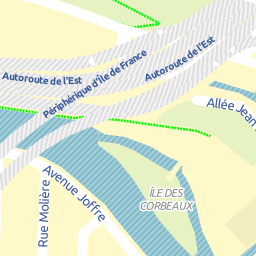 Autoroute de l'Est
Périphérique d'Île de France
Autoroute de l'Est
Allée Jean
ÎLE DES
CORBEAUX
Avenue Joffre
Rue Molière